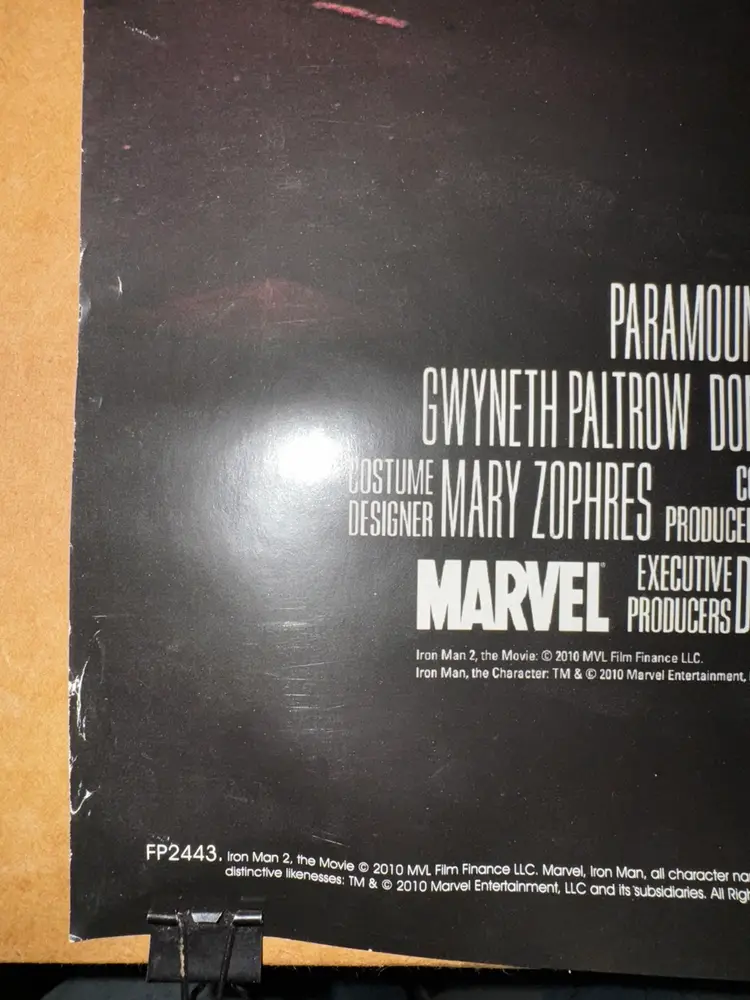 PARAMOUN
GWYNETH PALTROW DO
COSTUME DESIGNER MARY ZOPHRES PRODUCE
MARVEL EXECUTIVE PRODUCERS
Iron Man 2, the Movie: © 2010 MVL Film Finance LLC.
Iron Man, the Character: TM & © 2010 Marvel Entertainment,
FP2443. Iron Man 2, the Movie © 2010 MVL Film Finance LLC. Marvel, Iron Man, all character na
distinctive likenesses: TM & © 2010 Marvel Entertainment, LLC and its subsidiaries. All Rig